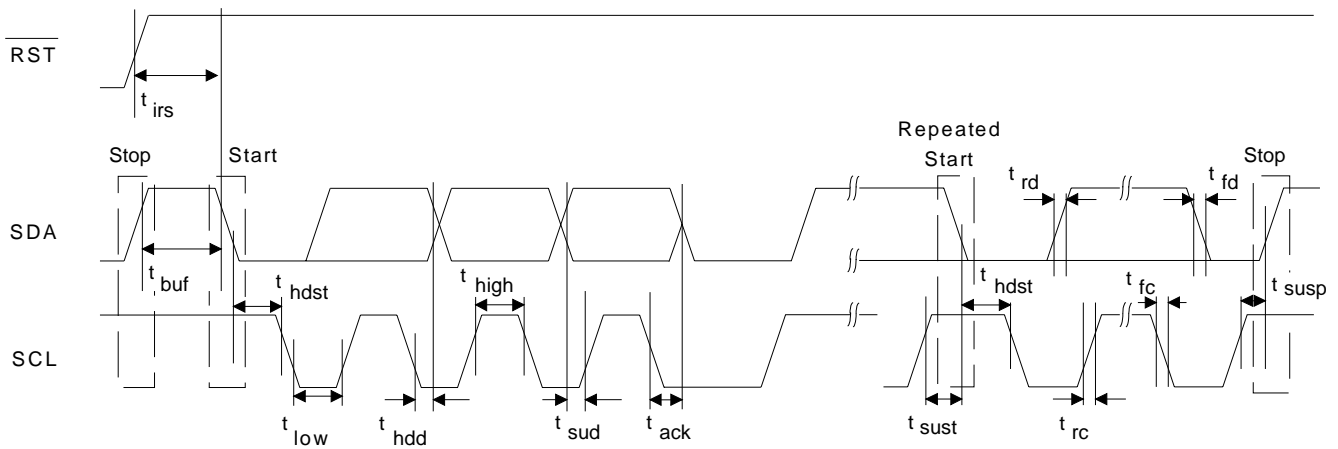 RST
t irs
Repeated
Stop Start Start Stop
t rd t fd
SDA
t buf t hdst t high t hdst t fc t susp
SCL
t low t hdd t sud t ack t sust t rc